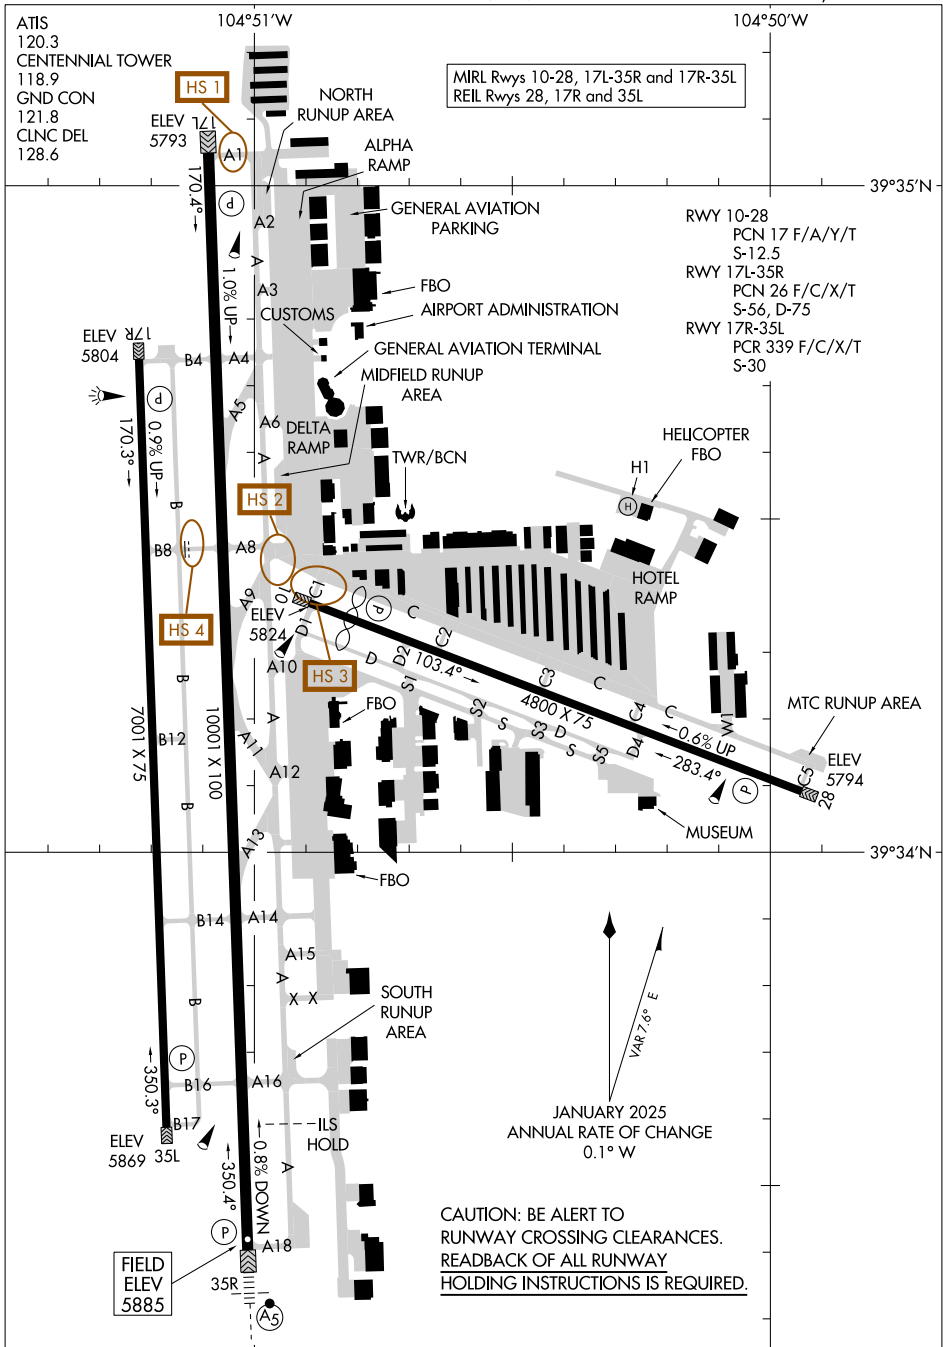 ATIS
120.3
CENTENNIAL TOWER
118.9
GND CON
121.8
CLNC DEL
128.6
104°51'W
104°50'W
HS 1
MIRL Rwys 10-28, 17L-35R and 17R-35L
REIL Rwys 28, 17R and 35L
NORTH
RUNUP AREA
ELEV
5793
17L
A1
ALPHA
RAMP
39°35'N
170.4°
P
A2
GENERAL AVIATION
PARKING
RWY 10-28
PCN 17 F/A/Y/T
S-12.5
RWY 17L-35R
PCN 26 F/C/X/T
S-56, D-75
RWY 17R-35L
PCR 339 F/C/X/T
S-30
A
1.0% UP
A3
FBO
CUSTOMS
AIRPORT ADMINISTRATION
ELEV
5804
17R
B4
A4
GENERAL AVIATION TERMINAL
MIDFIELD RUNUP
AREA
P
170.3°
0.9% UP
A5
A6
DELTA
RAMP
A
HELICOPTER
FBO
TWR/BCN
H1
H
HS 2
B
B8
A8
HOTEL
RAMP
HS 4
A9
10
C1
ELEV
5824
D1
P
C
C2
D
D2
103.4°
HS 3
A10
S1
C3
C
4800 X 75
S2
S
S3
D
S
S5
C4
D4
C
W1
0.6% UP
283.4°
MTC RUNUP AREA
ELEV
5794
C5
28
P
MUSEUM
FBO
B
7001 X 75
B12
10001 X 100
A
A11
A12
B
A13
39°34'N
FBO
B14
A14
A15
B
A
X X
SOUTH
RUNUP
AREA
VAR 7.6° E
P
350.3°
B16
A16
JANUARY 2025
ANNUAL RATE OF CHANGE
0.1° W
B17
ELEV
5869
35L
ILS
HOLD
350.4°
0.8% DOWN
A
P
A18
CAUTION: BE ALERT TO
RUNWAY CROSSING CLEARANCES.
READBACK OF ALL RUNWAY
HOLDING INSTRUCTIONS IS REQUIRED.
FIELD
ELEV
5885
35R
A5